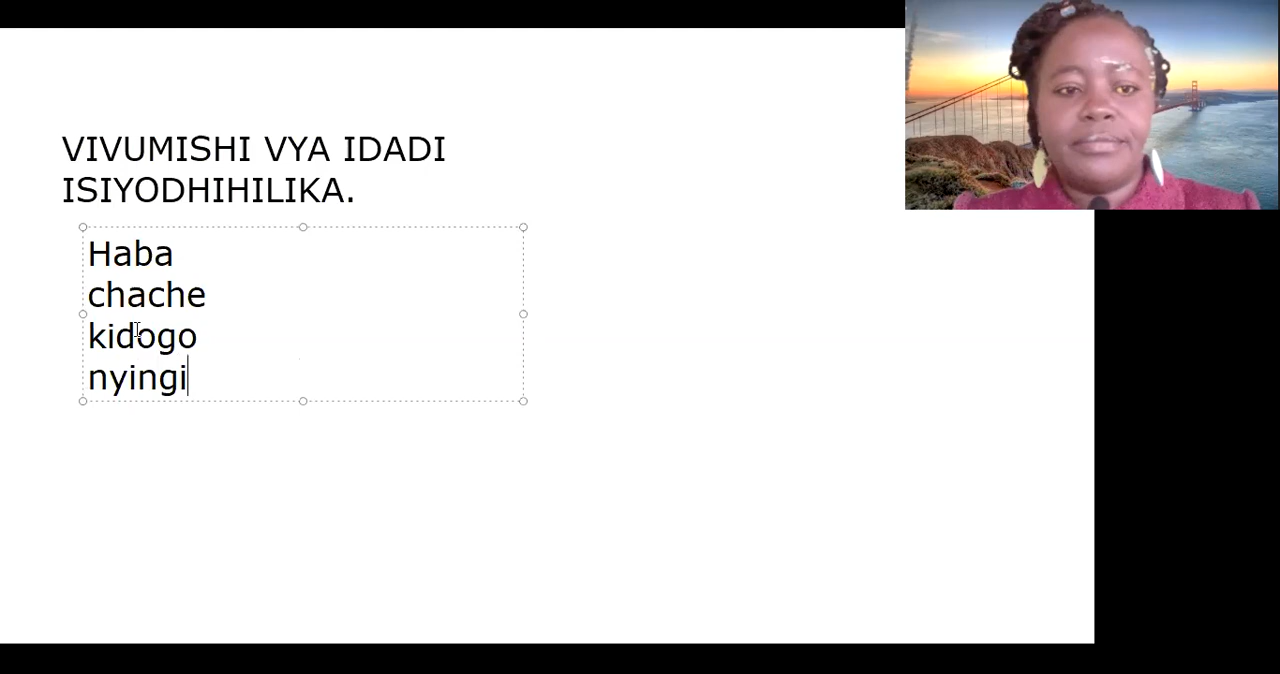 VIVUMISHI VYA IDADI
ISIYODHIHILIKA.
Haba
chache
kidogo
nyingi